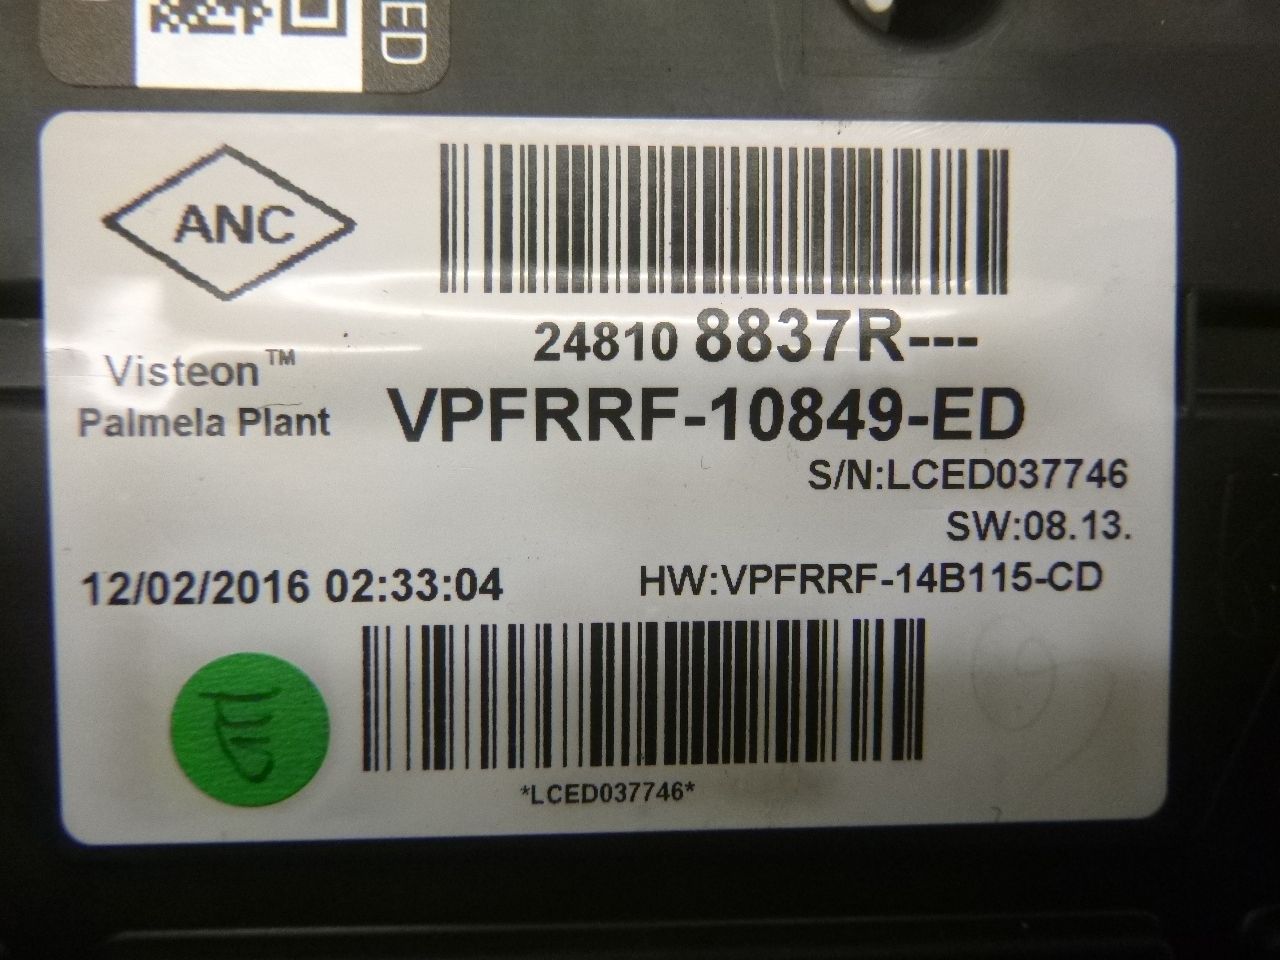 ED
ANC
24810 8837R---
Visteon™
Palmela Plant
VPFRRF-10849-ED
S/N:LCED037746
SW:08.13.
12/02/2016 02:33:04
HW:VPFRRF-14B115-CD
*LCED037746*